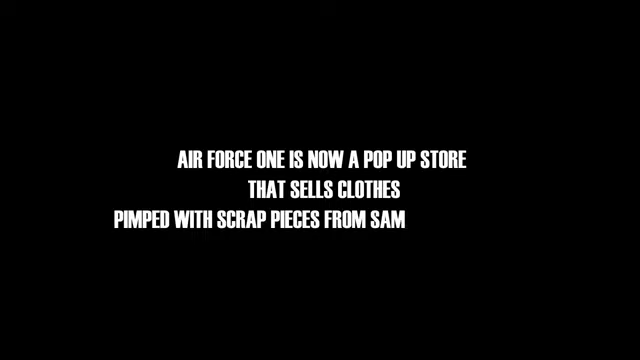 AIR FORCE ONE IS NOW A POP UP STORE
THAT SELLS CLOTHES
PIMPED WITH SCRAP PIECES FROM SAM